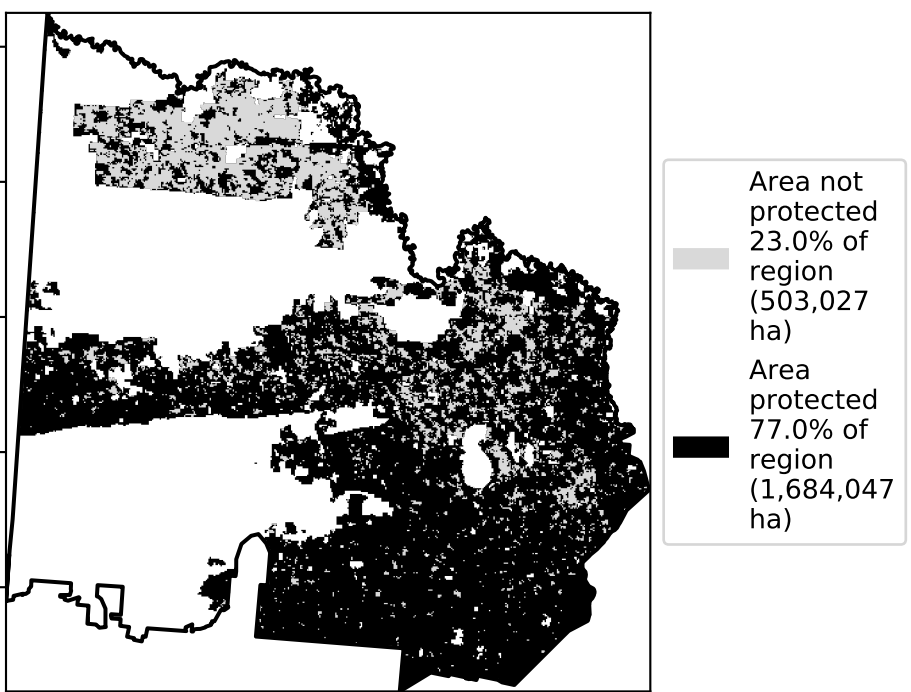 Area not
protected
23.0% of
region
(503,027
ha)
Area
protected
77.0% of
region
(1,684,047
ha)